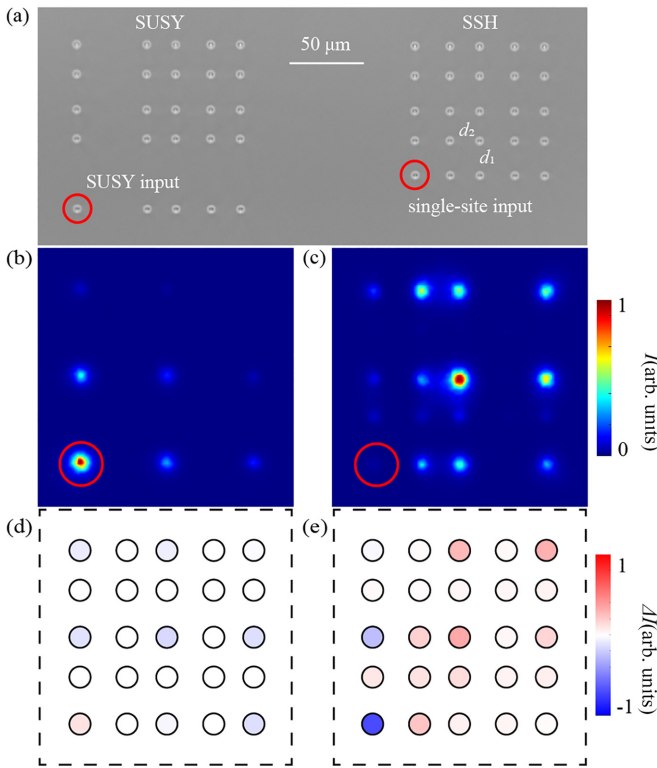 (a)
SUSY
SSH
50 μm
d₂
d₁
SUSY input
single-site input
(b)
(c)
1
0
I(arb. units)
(d)
(e)
1
-1
ΔI(arb. units)